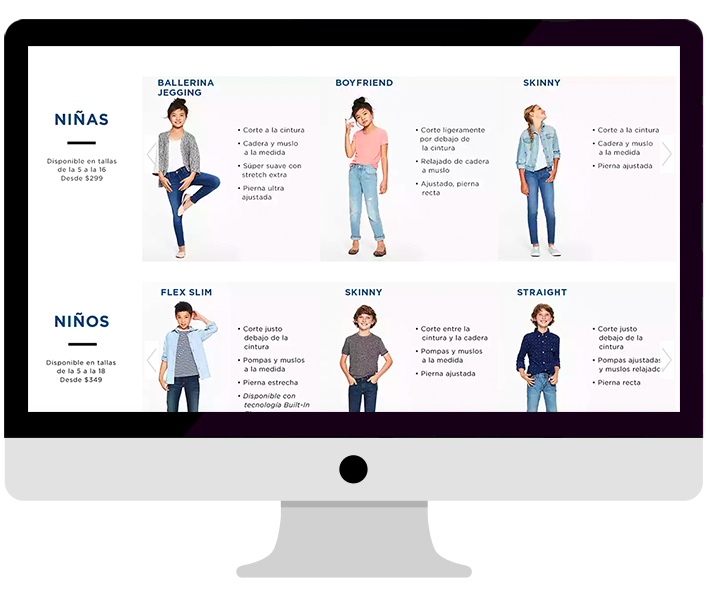 NIÑAS
Disponible en tallas
de la 5 a la 16
Desde $299
BALLERINA
JEGGING
• Corte a la cintura
• Cadera y muslo
a la medida
• Súper suave con
stretch extra
• Pierna ultra
ajustada
BOYFRIEND
• Corte ligeramente
por debajo de
la cintura
• Relajado de cadera
a muslo
• Ajustado, pierna
recta
SKINNY
• Corte a la cintura
• Cadera y muslo
a la medida
• Pierna ajustada
NIÑOS
Disponible en tallas
de la 5 a la 18
Desde $349
FLEX SLIM
• Corte justo
debajo de la
cintura
• Pompas y muslos
a la medida
• Pierna estrecha
• Disponible con
tecnología Built-In
SKINNY
• Corte entre la
cintura y la cadera
• Pompas y muslos
a la medida
• Pierna ajustada
STRAIGHT
• Corte justo
debajo de la
cintura
• Pompas ajustadas
y muslos relajado
• Pierna recta